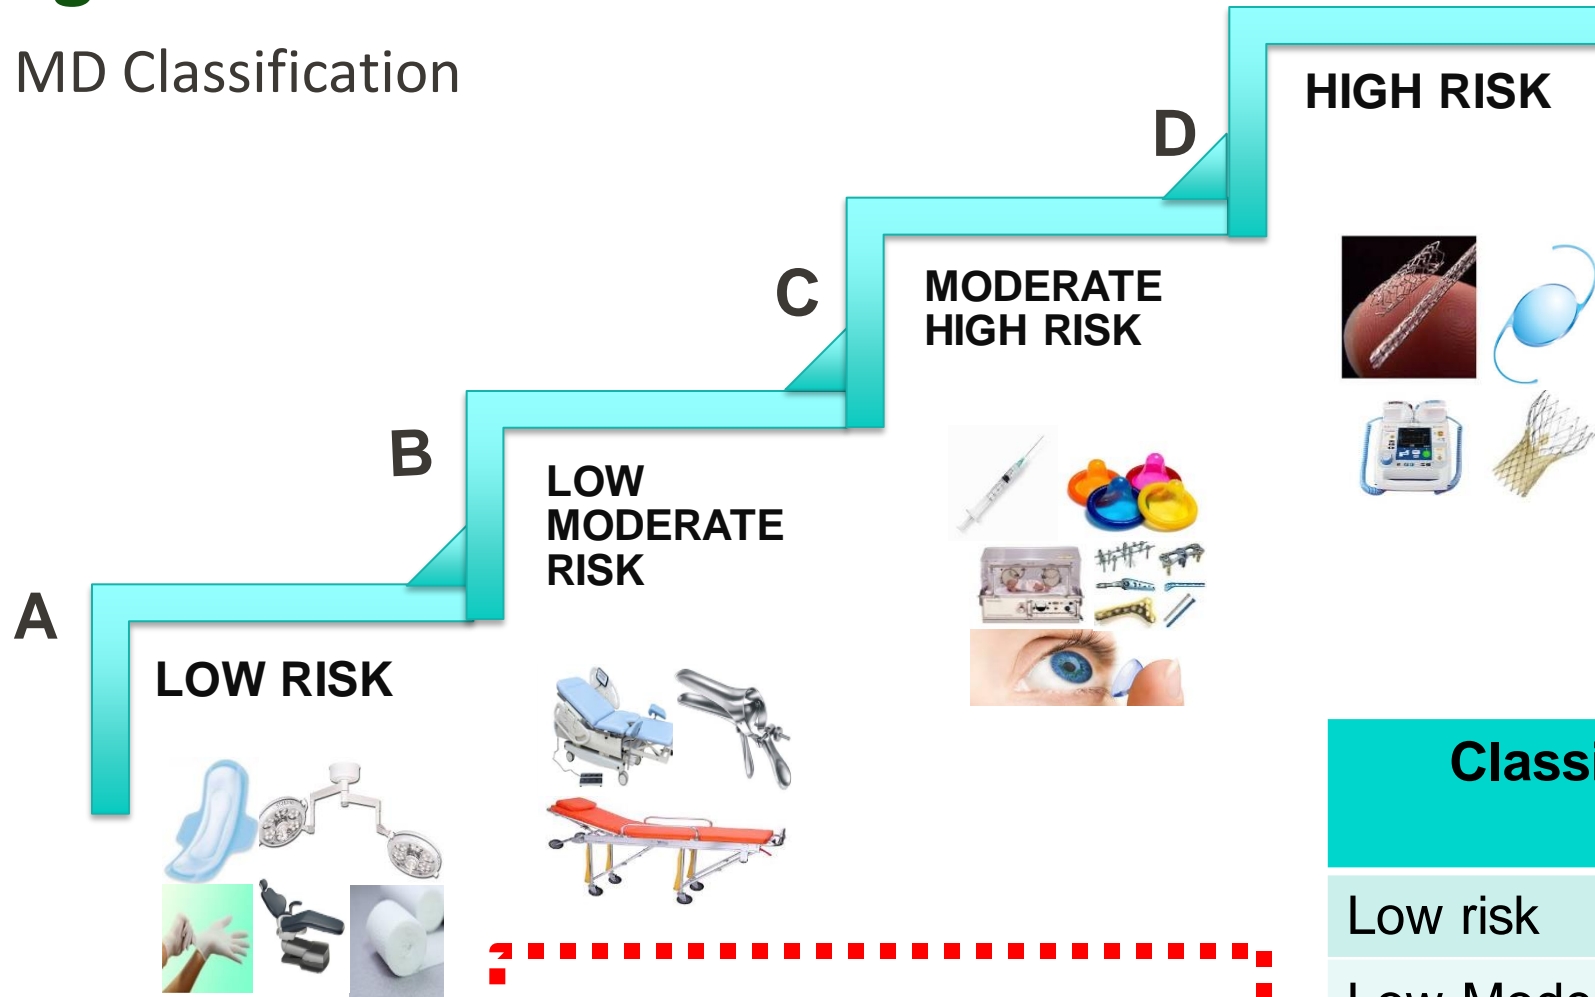 MD Classification
HIGH RISK
D
C
MODERATE
HIGH RISK
B
LOW
MODERATE
RISK
A
LOW RISK
Low risk